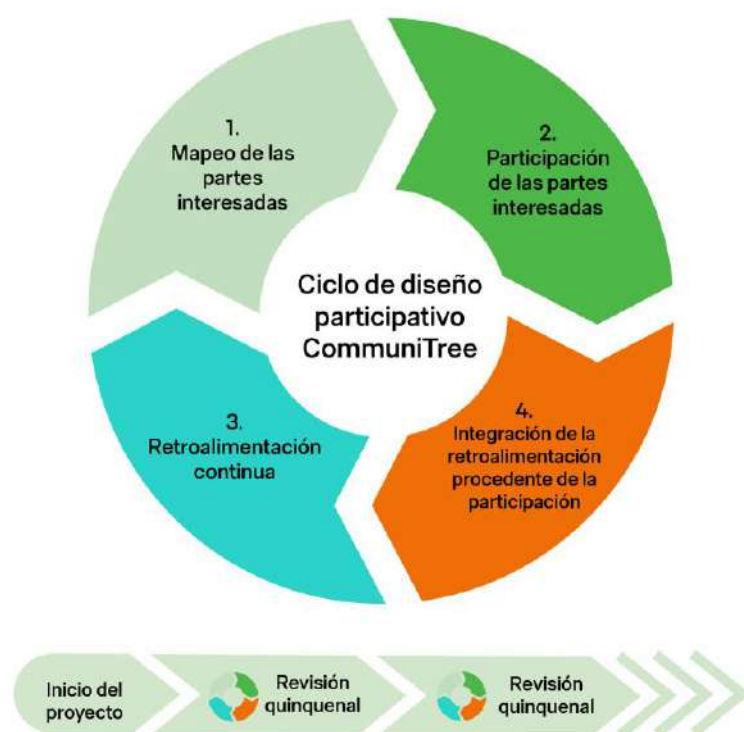 1.
Mapeo de las
partes
interesadas
2.
Participación
de las partes
interesadas
Ciclo de diseño
participativo
CommuniTree
3.
Retroalimentación
continua
4.
Integración de la
retroalimentación
procedente de la
participación
Inicio del
proyecto
Revisión
quinquenal
Revisión
quinquenal